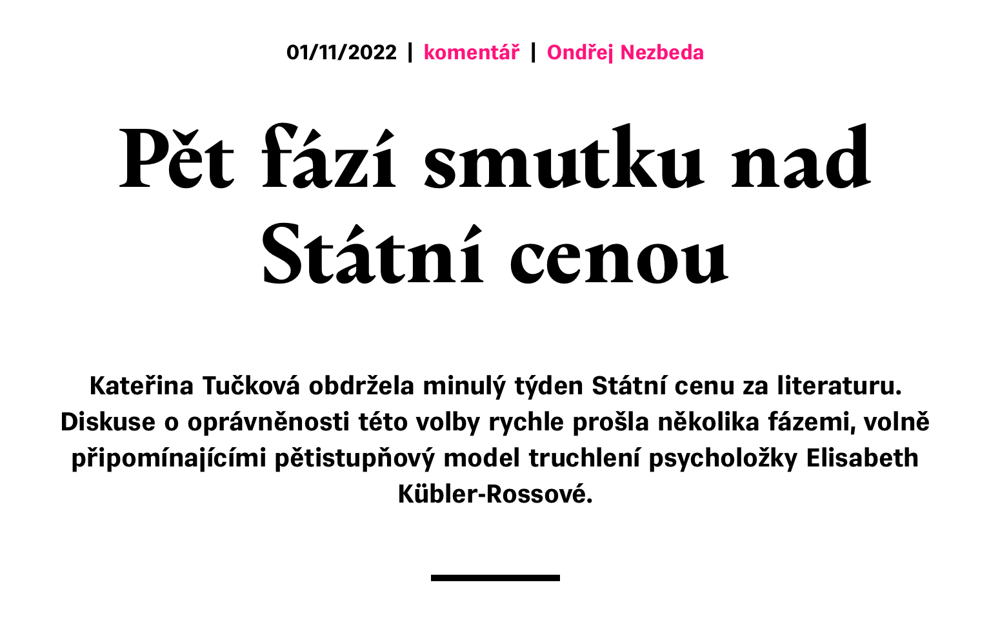 01/11/2022 | komentář | Ondřej Nezbeda
Pět fází smutku nad
Státní cenou
Kateřina Tučková obdržela minulý týden Státní cenu za literaturu.
Diskuse o oprávněnosti této volby rychle prošla několika fázemi, volně
připomínajícími pětistupňový model truchlení psycholožky Elisabeth
Kübler-Rossové.